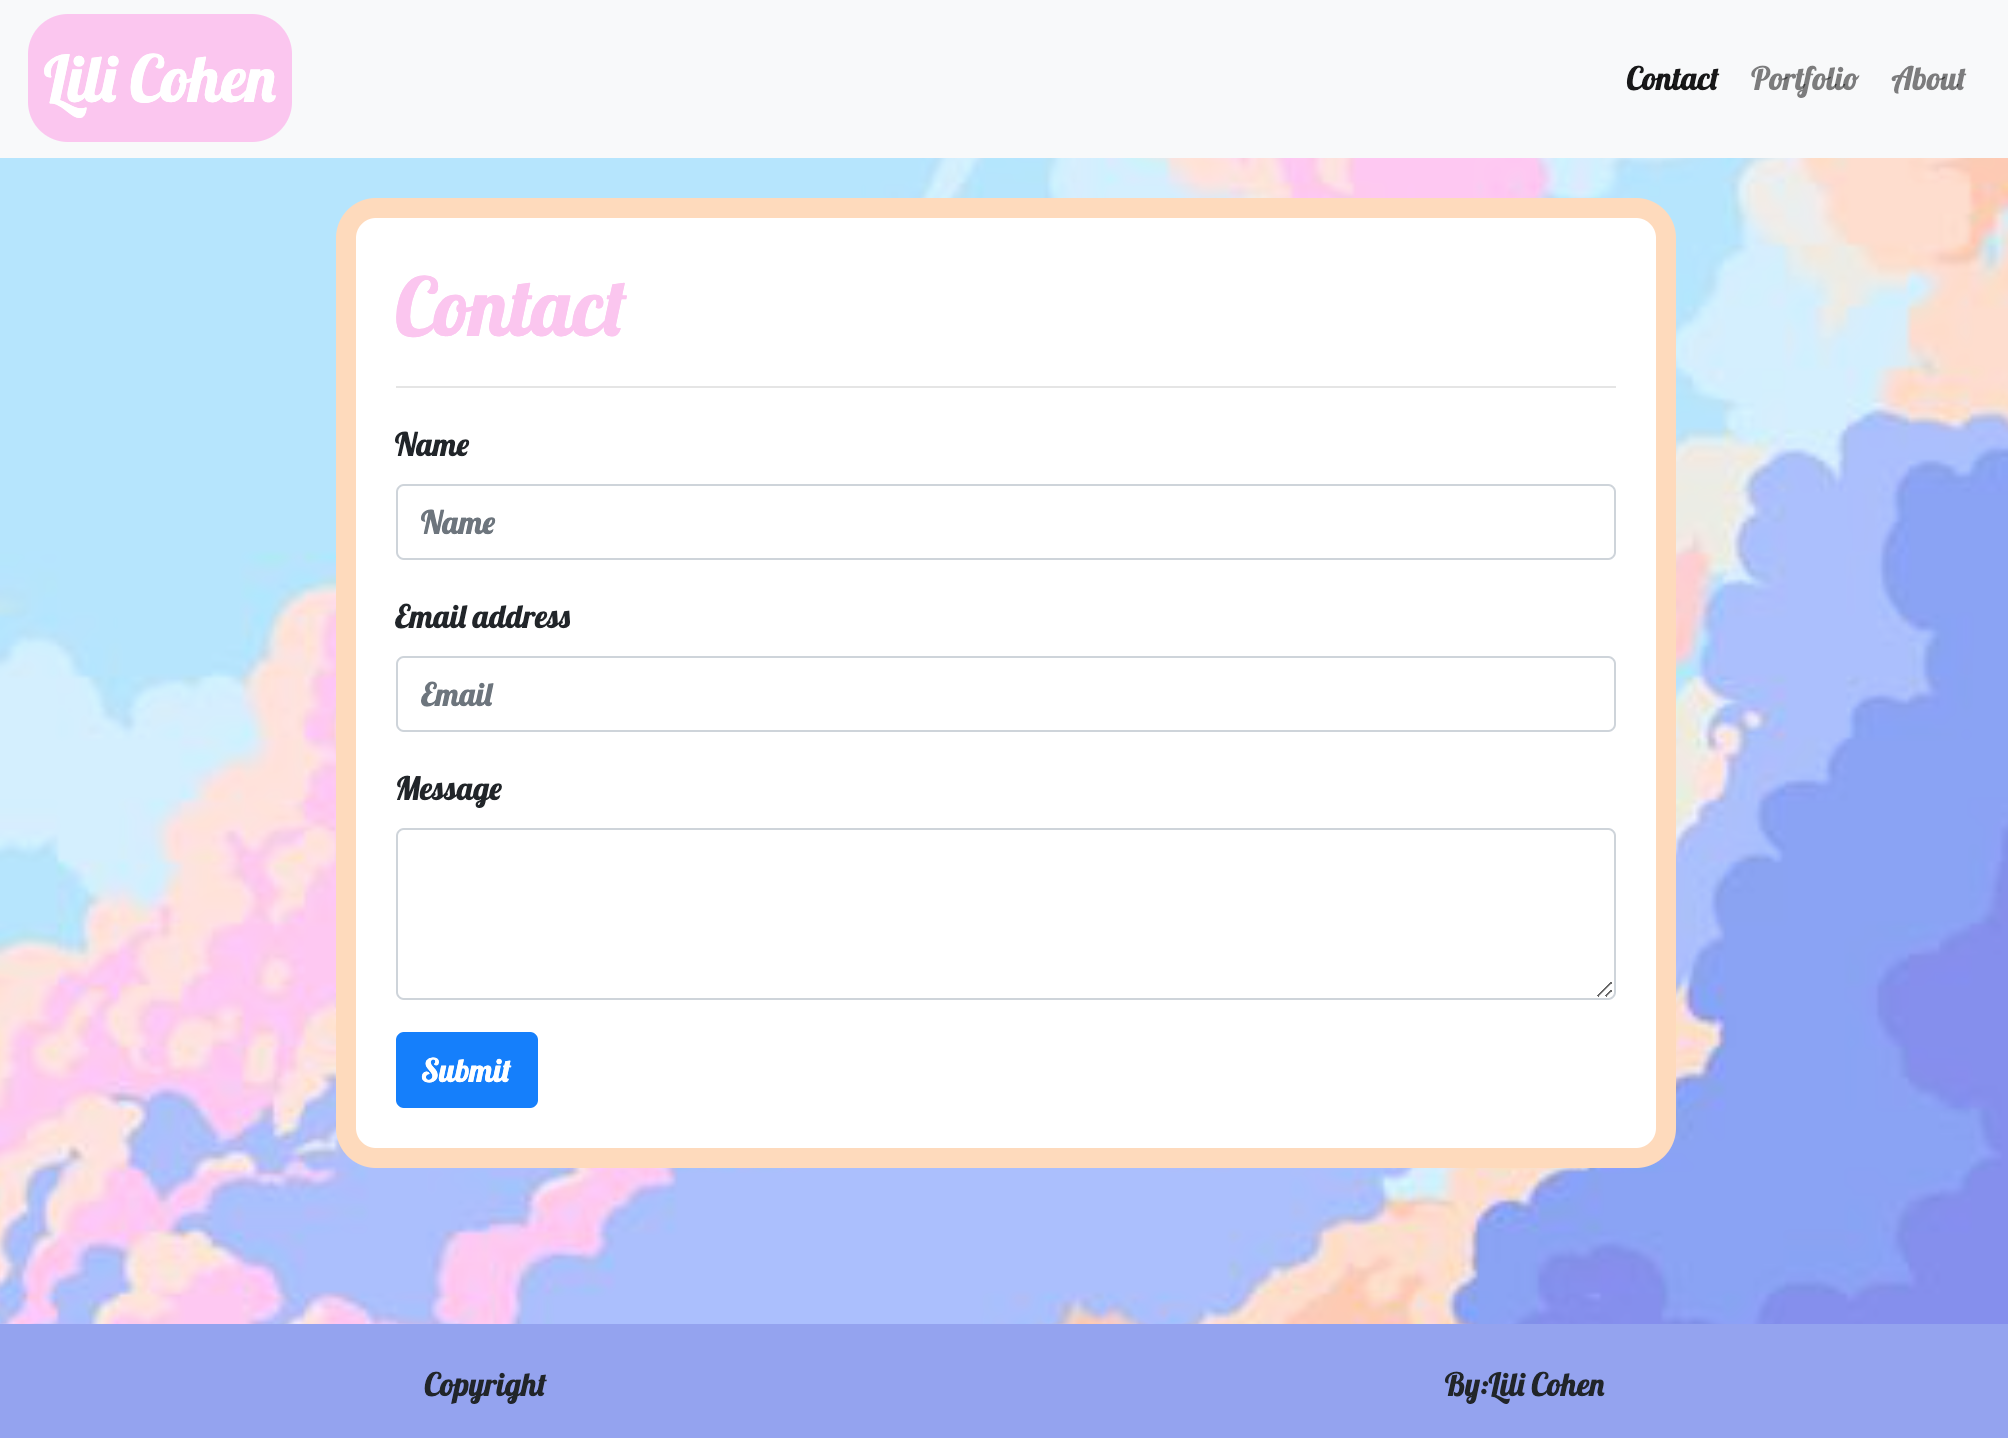 Lili Cohen
Contact Portfolio About
Contact
Name
Name
Email address
Email
Message
Submit
Copyright By:Lili Cohen